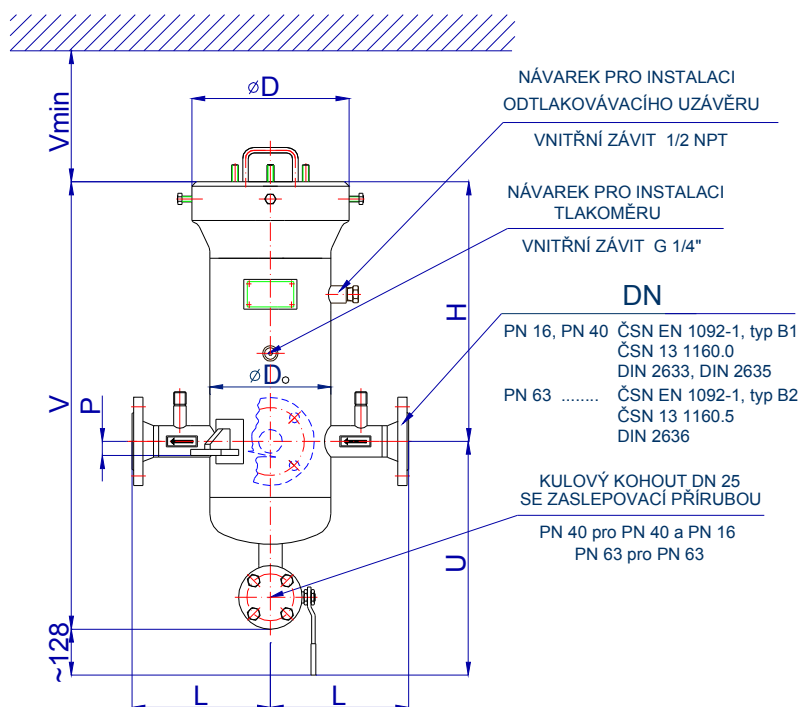 Vmin
øD
NÁVAREK PRO INSTALACI
ODTLAKOVÁVACÍHO UZÁVĚRU
VNITŘNÍ ZÁVIT 1/2 NPT
NÁVAREK PRO INSTALACI
TLAKOMĚRU
VNITŘNÍ ZÁVIT G 1/4"
DN
PN 16, PN 40 ČSN EN 1092-1, typ B1
ČSN 13 1160.0
DIN 2633, DIN 2635
PN 63 ........ ČSN EN 1092-1, typ B2
ČSN 13 1160.5
DIN 2636
KULOVÝ KOHOUT DN 25
SE ZASLEPOVACÍ PŘÍRUBOU
PN 40 pro PN 40 a PN 16
PN 63 pro PN 63
H
øD₀
V
P
U
~128
L
L